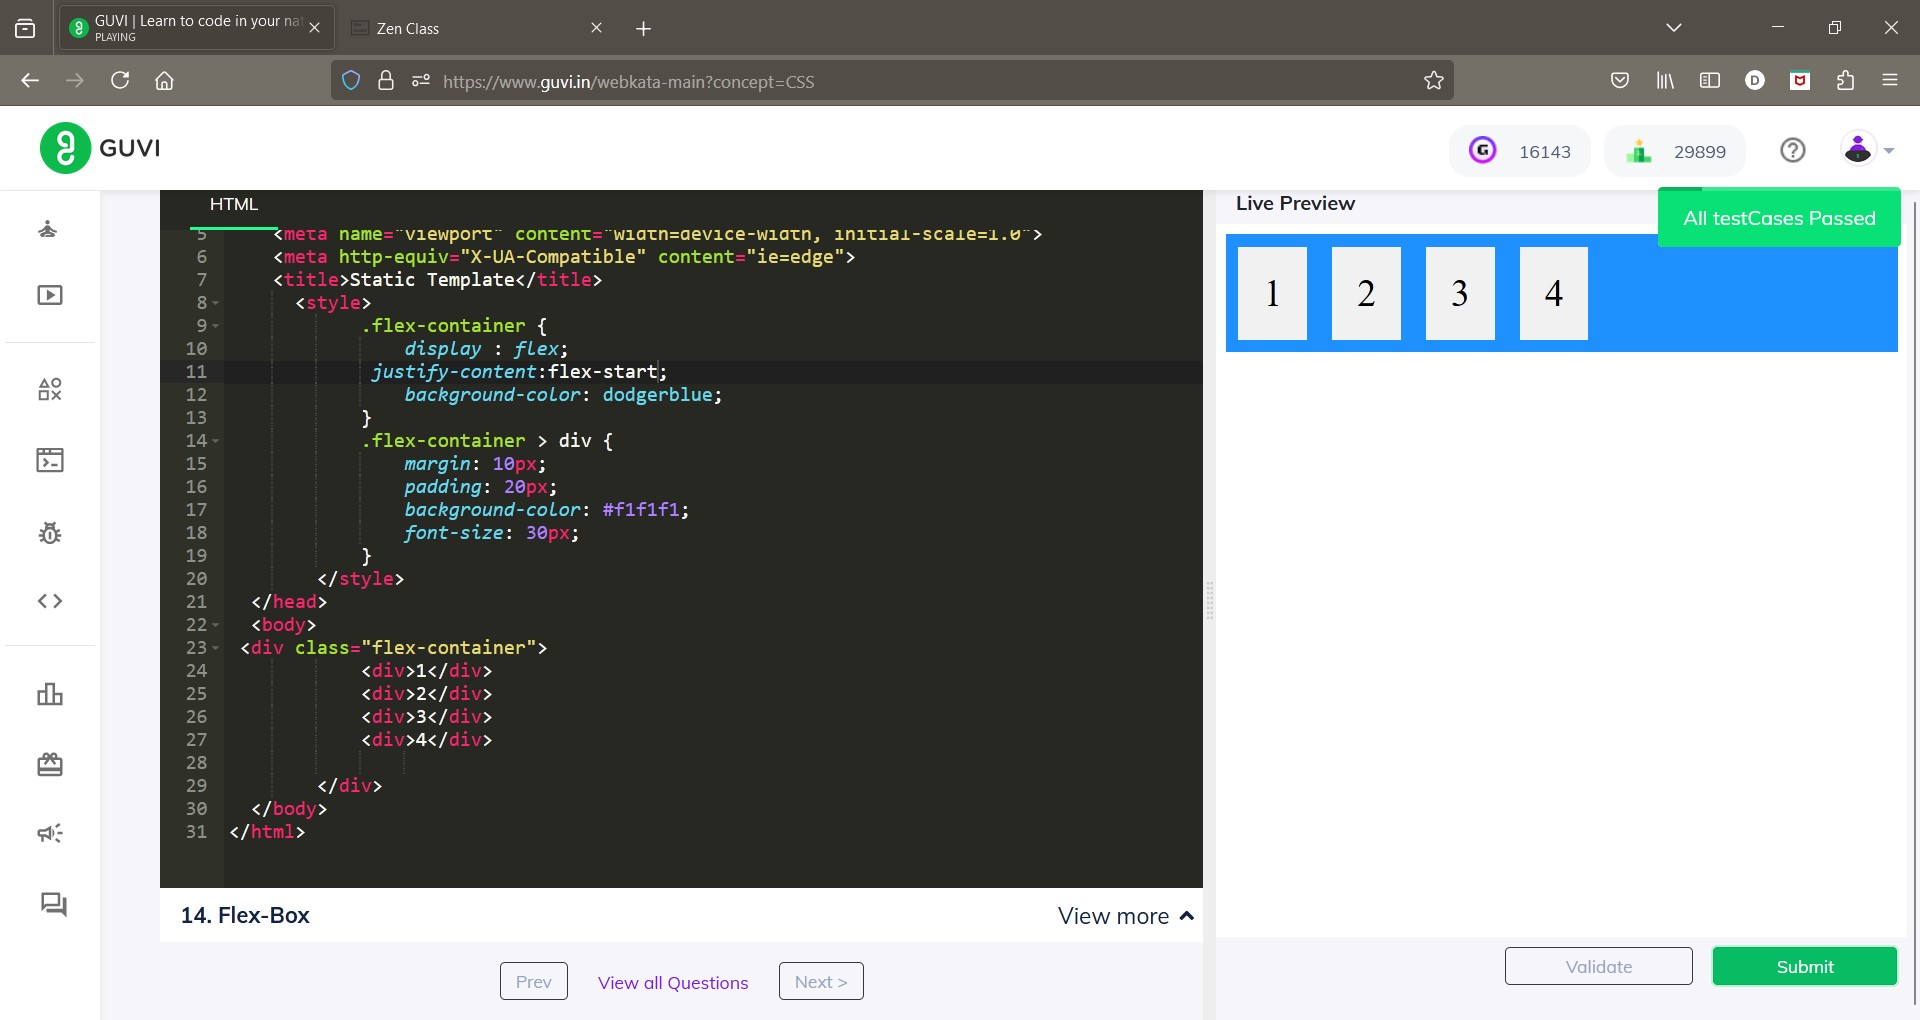 GUVI | Learn to code in your nat
PLAYING
Zen Class
https://www.guvi.in/webkata-main?concept=CSS
D
GUVI
G 16143
29899
HTML
Live Preview
All testCases Passed
5 <meta name="viewport" content="width=device-width, initial-scale=1.0">
6 <meta http-equiv="X-UA-Compatible" content="ie=edge">
7 <title>Static Template</title>
8 <style>
9 .flex-container {
10 display : flex;
11 justify-content:flex-start;
12 background-color: dodgerblue;
13 }
14 .flex-container > div {
15 margin: 10px;
16 padding: 20px;
17 background-color: #f1f1f1;
18 font-size: 30px;
19 }
20 </style>
21 </head>
22 <body>
23 <div class="flex-container">
24 <div>1</div>
25 <div>2</div>
26 <div>3</div>
27 <div>4</div>
28
29 </div>
30 </body>
31 </html>
1 2 3 4
14. Flex-Box
View more
Prev
View all Questions
Next >
Validate
Submit